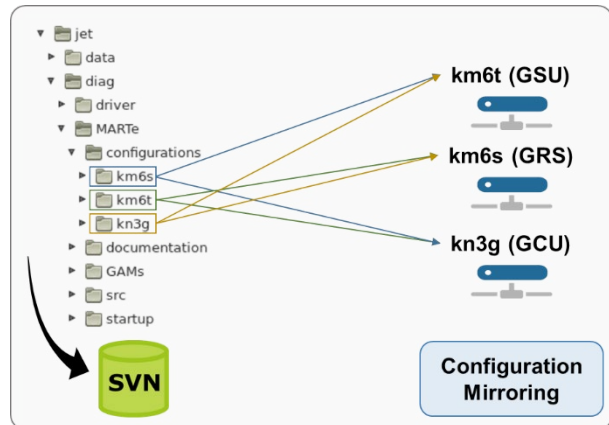 jet
data
diag
driver
MARTe
configurations
km6s
km6t
kn3g
documentation
GAMs
src
startup
SVN
km6t (GSU)
km6s (GRS)
kn3g (GCU)
Configuration
Mirroring